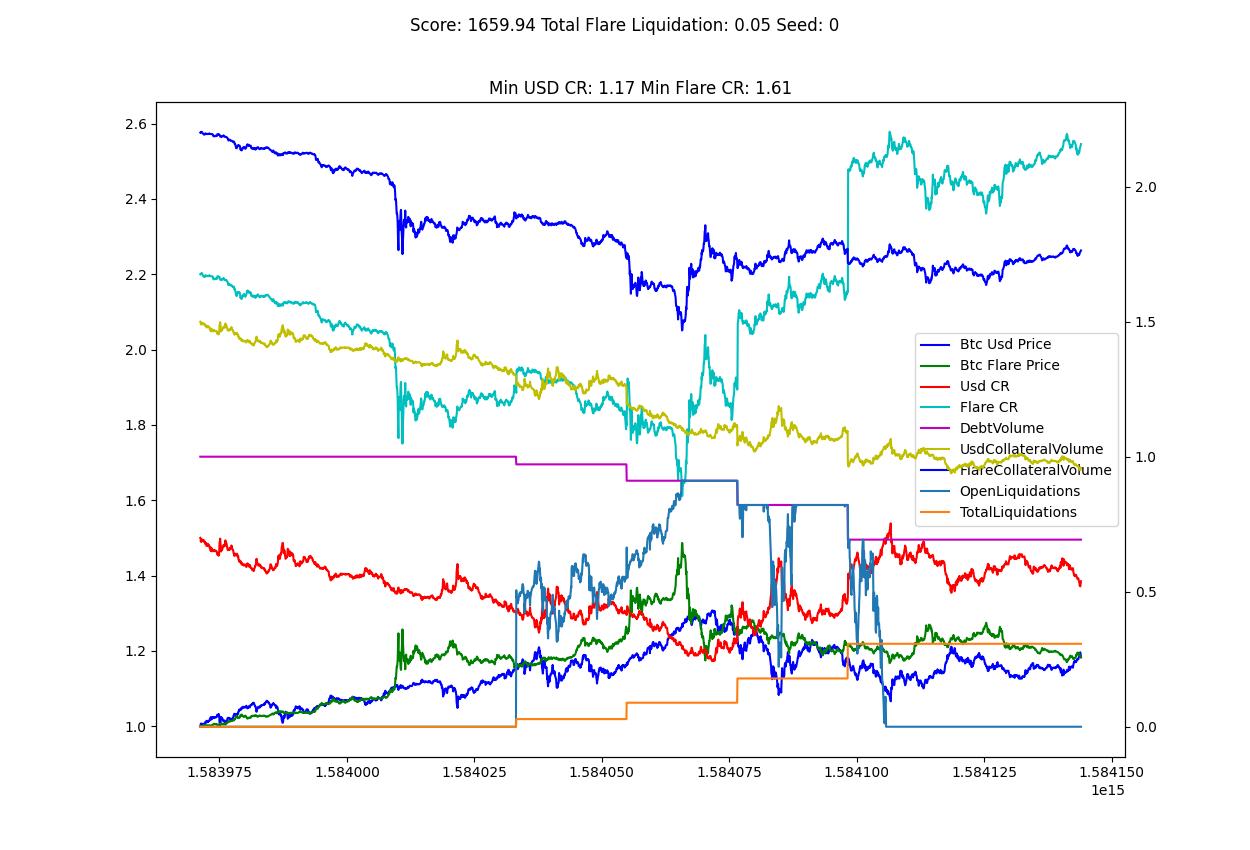 Score: 1659.94 Total Flare Liquidation: 0.05 Seed: 0
Min USD CR: 1.17 Min Flare CR: 1.61
2.6
2.4
2.2
2.0
1.8
1.6
1.4
1.2
1.0
2.0
1.5
1.0
0.5
0.0
Btc Usd Price
Btc Flare Price
Usd CR
Flare CR
DebtVolume
UsdCollateralVolume
FlareCollateralVolume
OpenLiquidations
TotalLiquidations
1.583975 1.584000 1.584025 1.584050 1.584075 1.584100 1.584125 1.584150
1e15